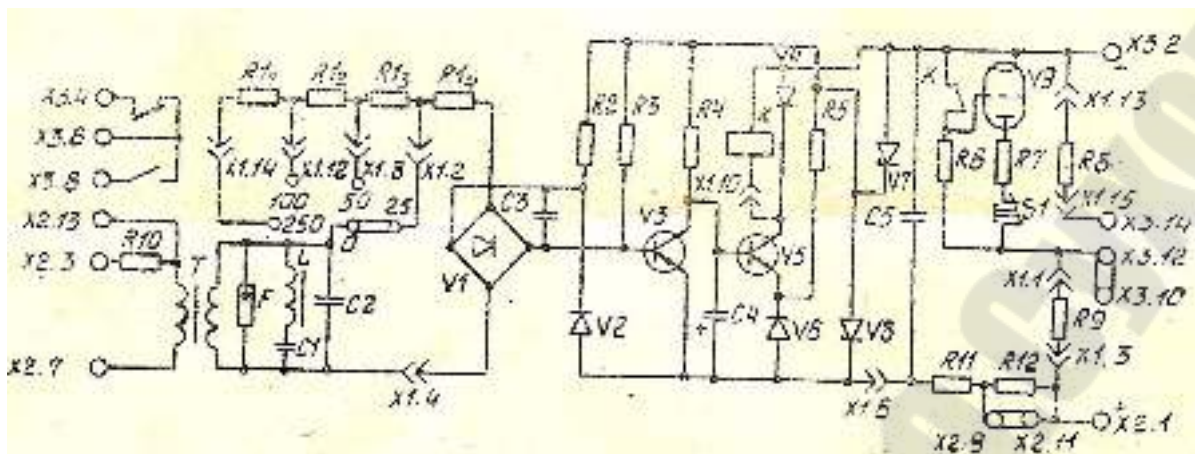 R1₁ R1₂ R1₃ R1₄
X3.4
X3.6
X3.8
X2.13
X2.3
R10
X2.7
T
X1.14 X1.12 X1.8 X1.2
100
250
50
25
F
L
C1
C2
X1.4
V1
C3
R2 R3 R4
V4
R5
K
X1.10
V3
V5
C4
+
V2
V6
V8
V7
C5
X1.6
K
V9
R6
R7
S1
X3.2
-
X1.13
R8
X1.15
X3.14
X3.12
X3.10
X1.1
R9
X1.3
R11
R12
X2.9
X2.11
+
X2.1